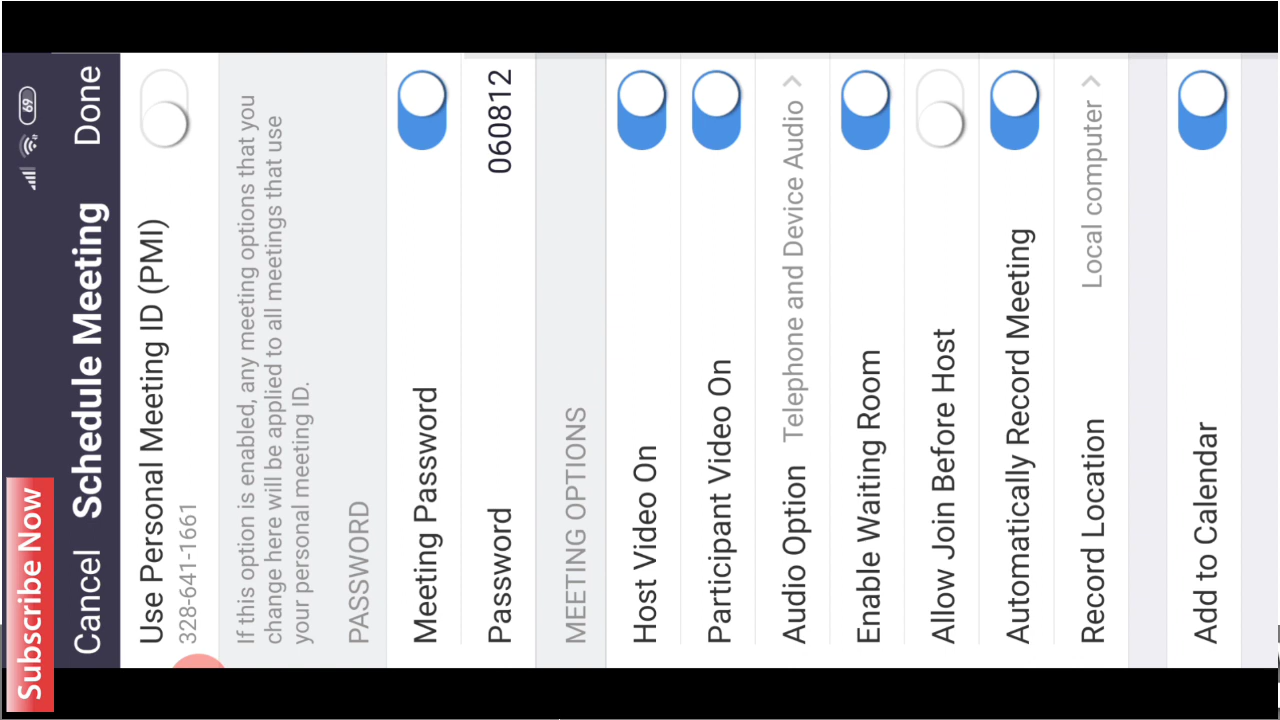 69
Cancel Schedule Meeting Done
Use Personal Meeting ID (PMI)
328-641-1661
If this option is enabled, any meeting options that you
change here will be applied to all meetings that use
your personal meeting ID.
PASSWORD
Meeting Password
Password 060812
MEETING OPTIONS
Host Video On
Participant Video On
Audio Option Telephone and Device Audio >
Enable Waiting Room
Allow Join Before Host
Automatically Record Meeting
Record Location Local computer >
Add to Calendar
Subscribe Now